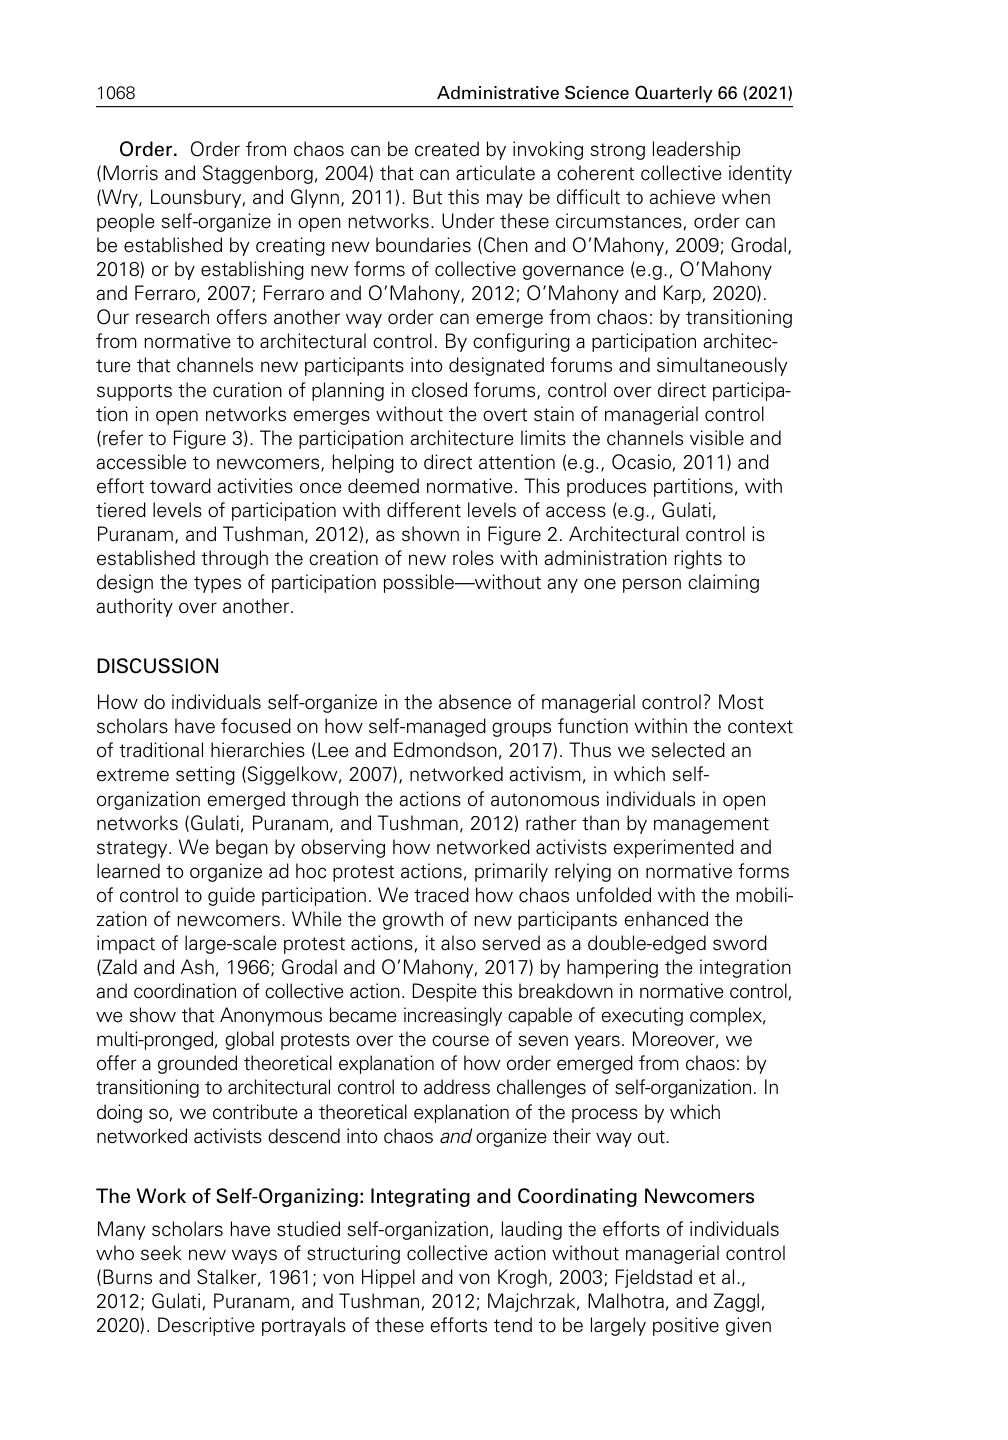 1068
Administrative Science Quarterly 66 (2021)
Order. Order from chaos can be created by invoking strong leadership
(Morris and Staggenborg, 2004) that can articulate a coherent collective identity
(Wry, Lounsbury, and Glynn, 2011). But this may be difficult to achieve when
people self-organize in open networks. Under these circumstances, order can
be established by creating new boundaries (Chen and O’Mahony, 2009; Grodal,
2018) or by establishing new forms of collective governance (e.g., O’Mahony
and Ferraro, 2007; Ferraro and O’Mahony, 2012; O’Mahony and Karp, 2020).
Our research offers another way order can emerge from chaos: by transitioning
from normative to architectural control. By configuring a participation architec-
ture that channels new participants into designated forums and simultaneously
supports the curation of planning in closed forums, control over direct participa-
tion in open networks emerges without the overt stain of managerial control
(refer to Figure 3). The participation architecture limits the channels visible and
accessible to newcomers, helping to direct attention (e.g., Ocasio, 2011) and
effort toward activities once deemed normative. This produces partitions, with
tiered levels of participation with different levels of access (e.g., Gulati,
Puranam, and Tushman, 2012), as shown in Figure 2. Architectural control is
established through the creation of new roles with administration rights to
design the types of participation possible—without any one person claiming
authority over another.
DISCUSSION
How do individuals self-organize in the absence of managerial control? Most
scholars have focused on how self-managed groups function within the context
of traditional hierarchies (Lee and Edmondson, 2017). Thus we selected an
extreme setting (Siggelkow, 2007), networked activism, in which self-
organization emerged through the actions of autonomous individuals in open
networks (Gulati, Puranam, and Tushman, 2012) rather than by management
strategy. We began by observing how networked activists experimented and
learned to organize ad hoc protest actions, primarily relying on normative forms
of control to guide participation. We traced how chaos unfolded with the mobili-
zation of newcomers. While the growth of new participants enhanced the
impact of large-scale protest actions, it also served as a double-edged sword
(Zald and Ash, 1966; Grodal and O’Mahony, 2017) by hampering the integration
and coordination of collective action. Despite this breakdown in normative control,
we show that Anonymous became increasingly capable of executing complex,
multi-pronged, global protests over the course of seven years. Moreover, we
offer a grounded theoretical explanation of how order emerged from chaos: by
transitioning to architectural control to address challenges of self-organization. In
doing so, we contribute a theoretical explanation of the process by which
networked activists descend into chaos and organize their way out.
The Work of Self-Organizing: Integrating and Coordinating Newcomers
Many scholars have studied self-organization, lauding the efforts of individuals
who seek new ways of structuring collective action without managerial control
(Burns and Stalker, 1961; von Hippel and von Krogh, 2003; Fjeldstad et al.,
2012; Gulati, Puranam, and Tushman, 2012; Majchrzak, Malhotra, and Zaggl,
2020). Descriptive portrayals of these efforts tend to be largely positive given